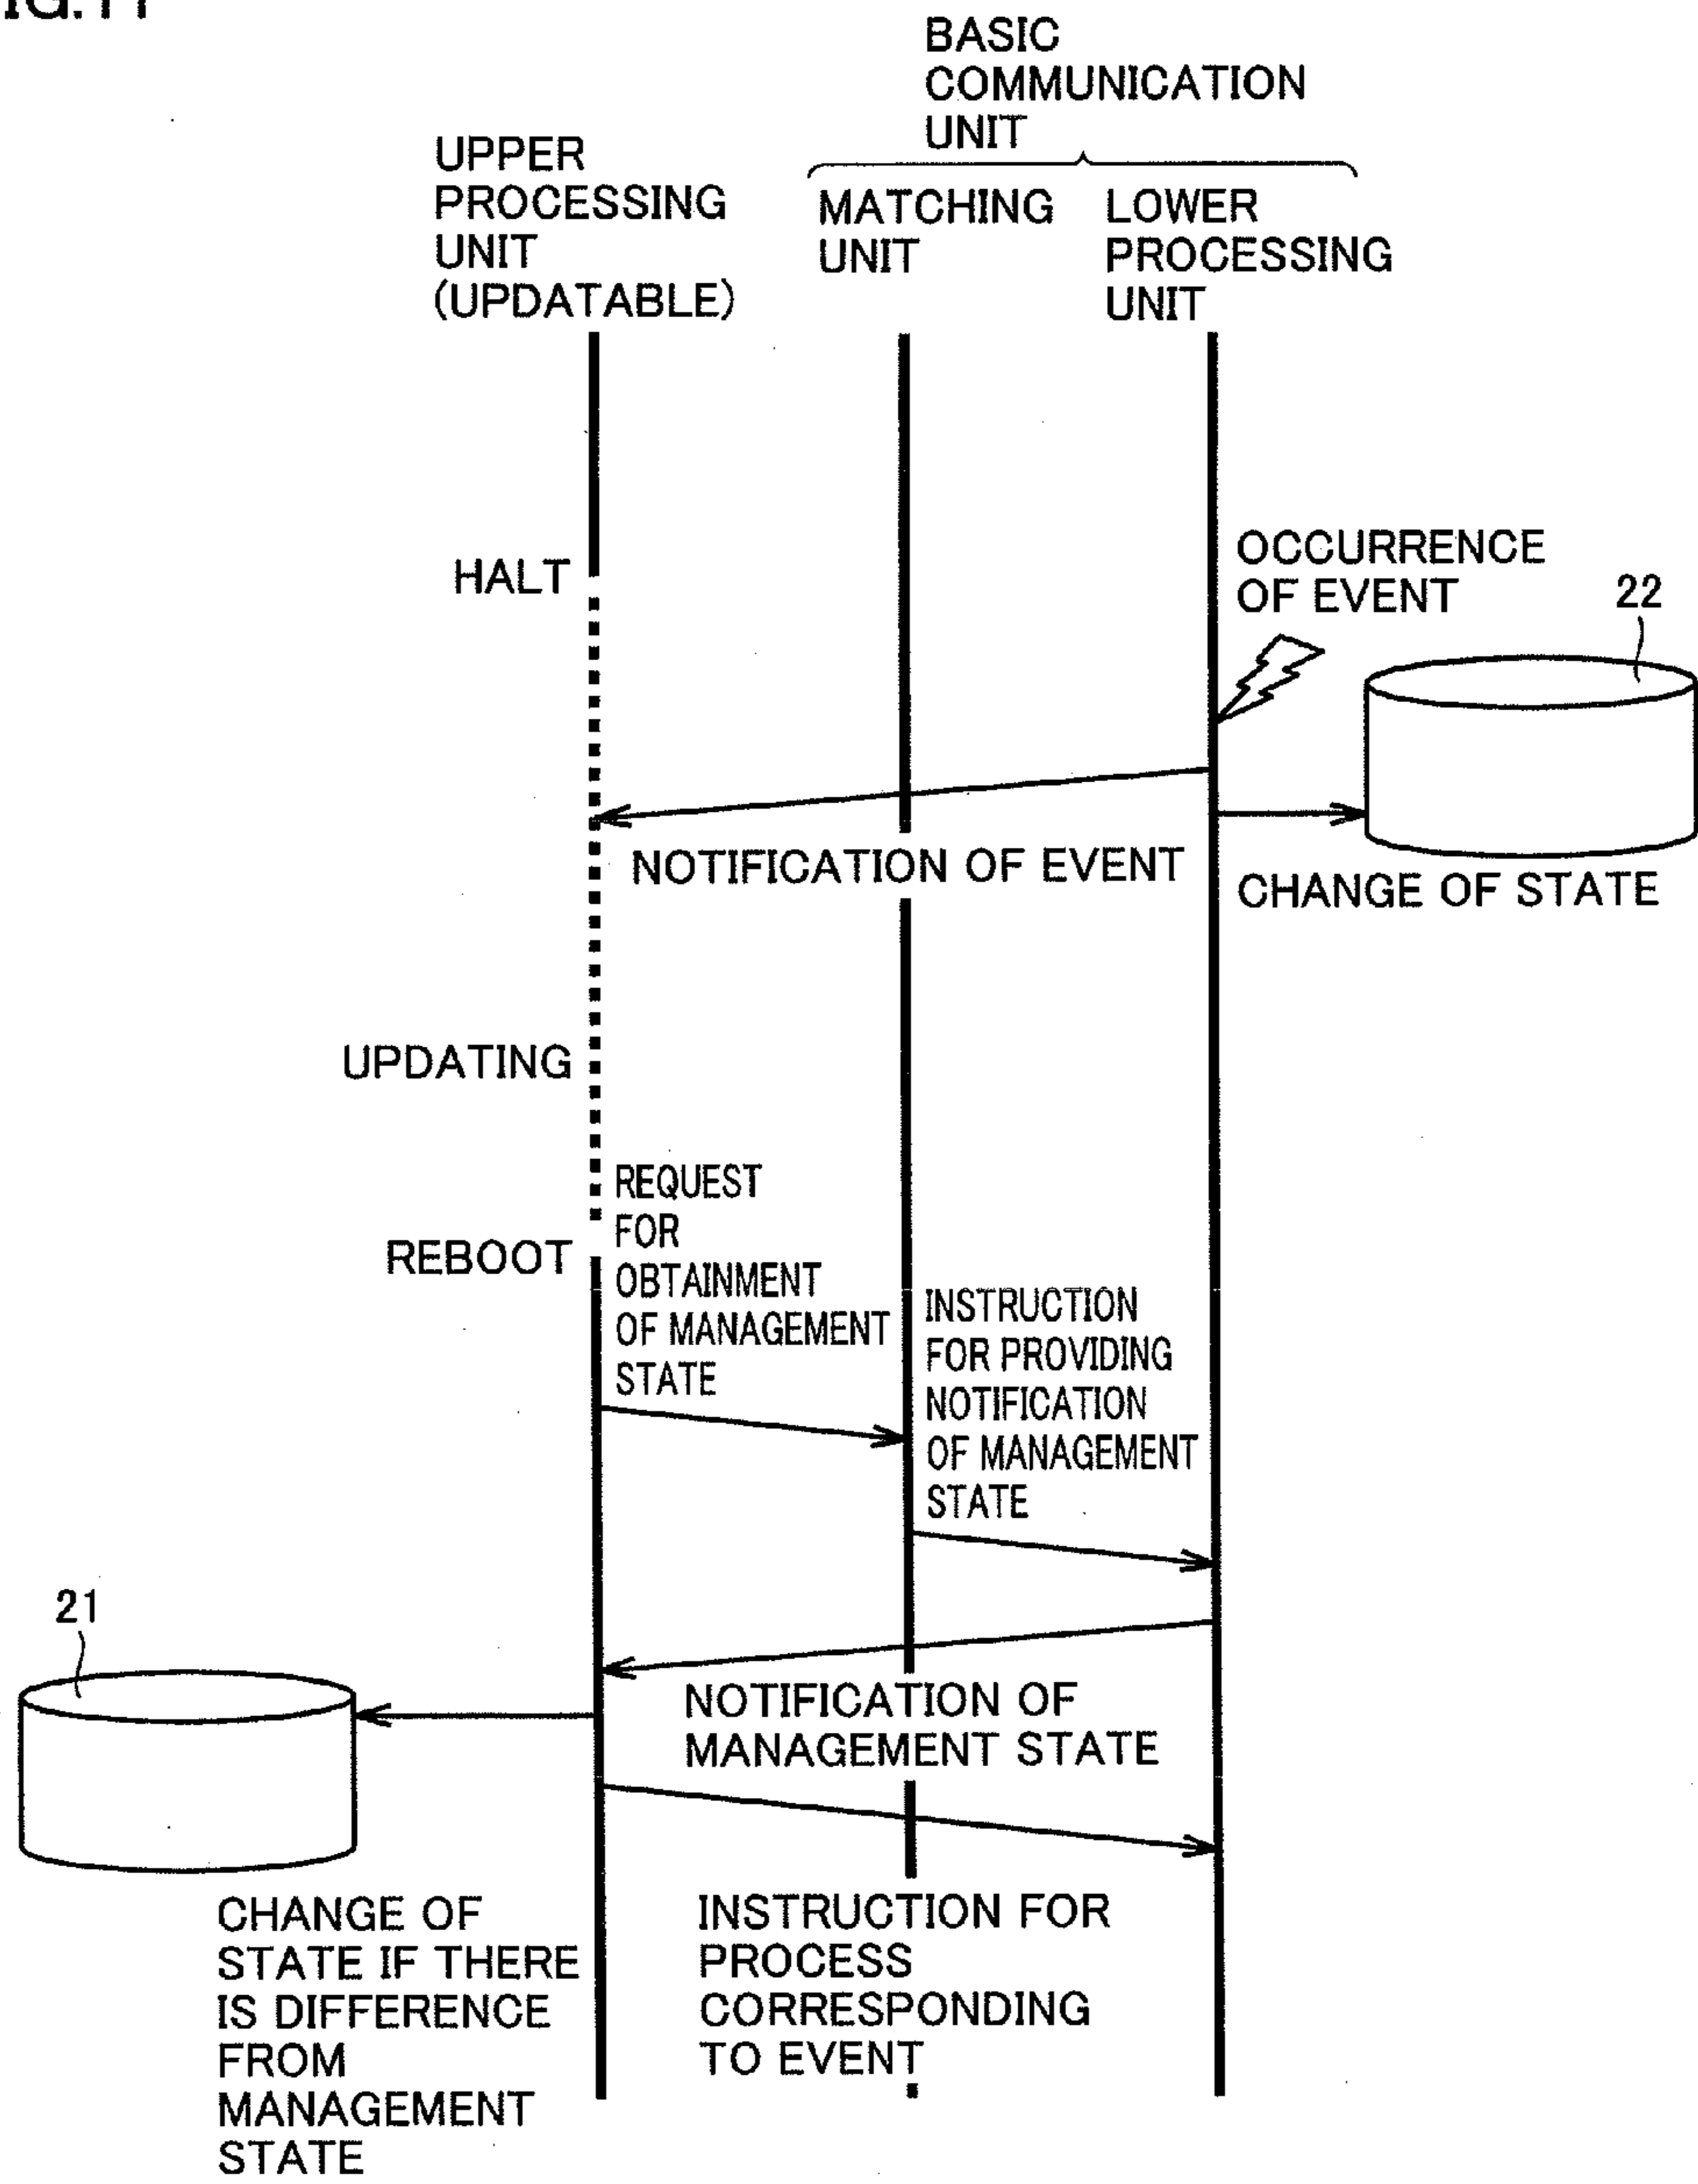 BASIC
COMMUNICATION
UNIT
UPPER
PROCESSING
UNIT
(UPDATABLE)
MATCHING
UNIT
LOWER
PROCESSING
UNIT
HALT
OCCURRENCE
OF EVENT
22
NOTIFICATION OF EVENT
CHANGE OF STATE
UPDATING
REBOOT
REQUEST
FOR
OBTAINMENT
OF MANAGEMENT
STATE
INSTRUCTION
FOR PROVIDING
NOTIFICATION
OF MANAGEMENT
STATE
21
NOTIFICATION OF
MANAGEMENT STATE
CHANGE OF
STATE IF THERE
IS DIFFERENCE
FROM
MANAGEMENT
STATE
INSTRUCTION FOR
PROCESS
CORRESPONDING
TO EVENT